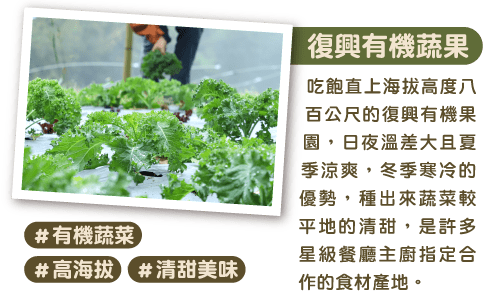 復興有機蔬果
吃飽直上海拔高度八
百公尺的復興有機果
園，日夜溫差大且夏
季涼爽，冬季寒冷的
優勢，種出來蔬菜較
平地的清甜，是許多
星級餐廳主廚指定合
作的食材產地。
#有機蔬菜
#高海拔 #清甜美味